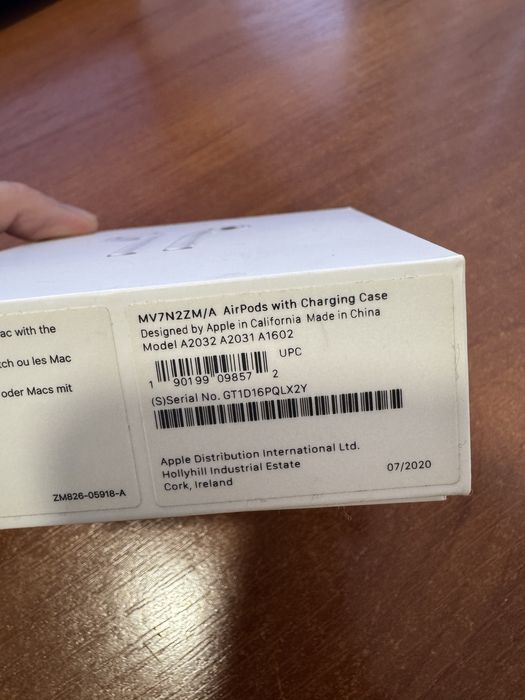 ac with the
tch ou les Mac
oder Macs mit
ZM826-05918-A
MV7N2ZM/A AirPods with Charging Case
Designed by Apple in California Made in China
Model A2032 A2031 A1602
UPC
1 90199 09857 2
(S)Serial No. GT1D16PQLX2Y
Apple Distribution International Ltd.
Hollyhill Industrial Estate
Cork, Ireland
07/2020